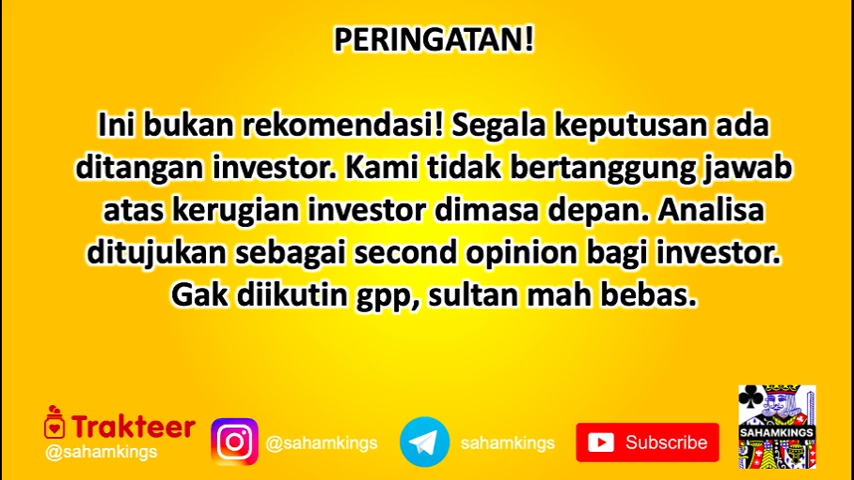 PERINGATAN!
Ini bukan rekomendasi! Segala keputusan ada
ditangan investor. Kami tidak bertanggung jawab
atas kerugian investor dimasa depan. Analisa
ditujukan sebagai second opinion bagi investor.
Gak diikutin gpp, sultan mah bebas.
Trakteer
@sahamkings
@sahamkings
sahamkings
Subscribe
SAHAMKINGS